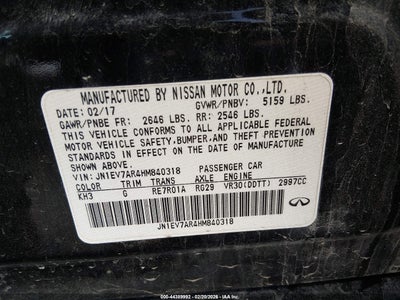 MANUFACTURED BY NISSAN MOTOR CO.,LTD.
DATE: 02/17 GVWR/PNBV: 5159 LBS.
GAWR/PNBE FR: 2646 LBS. RR: 2546 LBS.
THIS VEHICLE CONFORMS TO ALL APPLICABLE FEDERAL
MOTOR VEHICLE SAFETY,BUMPER,AND THEFT PREVENTION
STANDARDS IN EFFECT ON THE DATE OF MANUFACTURE
SHOWN ABOVE.
VIN: JN1EV7AR4HM840318 PASSENGER CAR
COLOR TRIM TRANS AXLE ENGINE
KH3 G RE7R01A RG29 VR30(DDTT) 2997CC
JN1EV7AR4HM840318
000-44389992 - 02/20/2026 - IAA Inc.